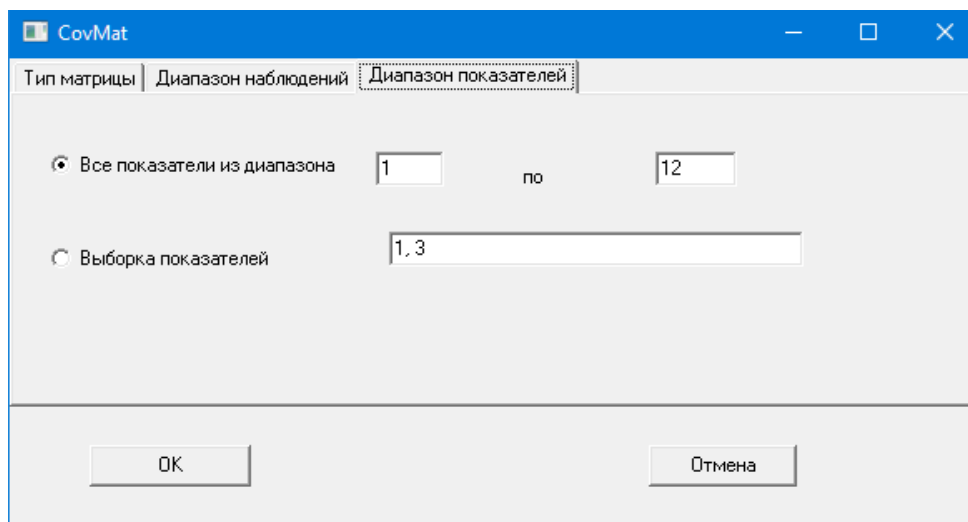 CovMat
Тип матрицы Диапазон наблюдений Диапазон показателей
Все показатели из диапазона 1 по 12
Выборка показателей 1, 3
OK Отмена